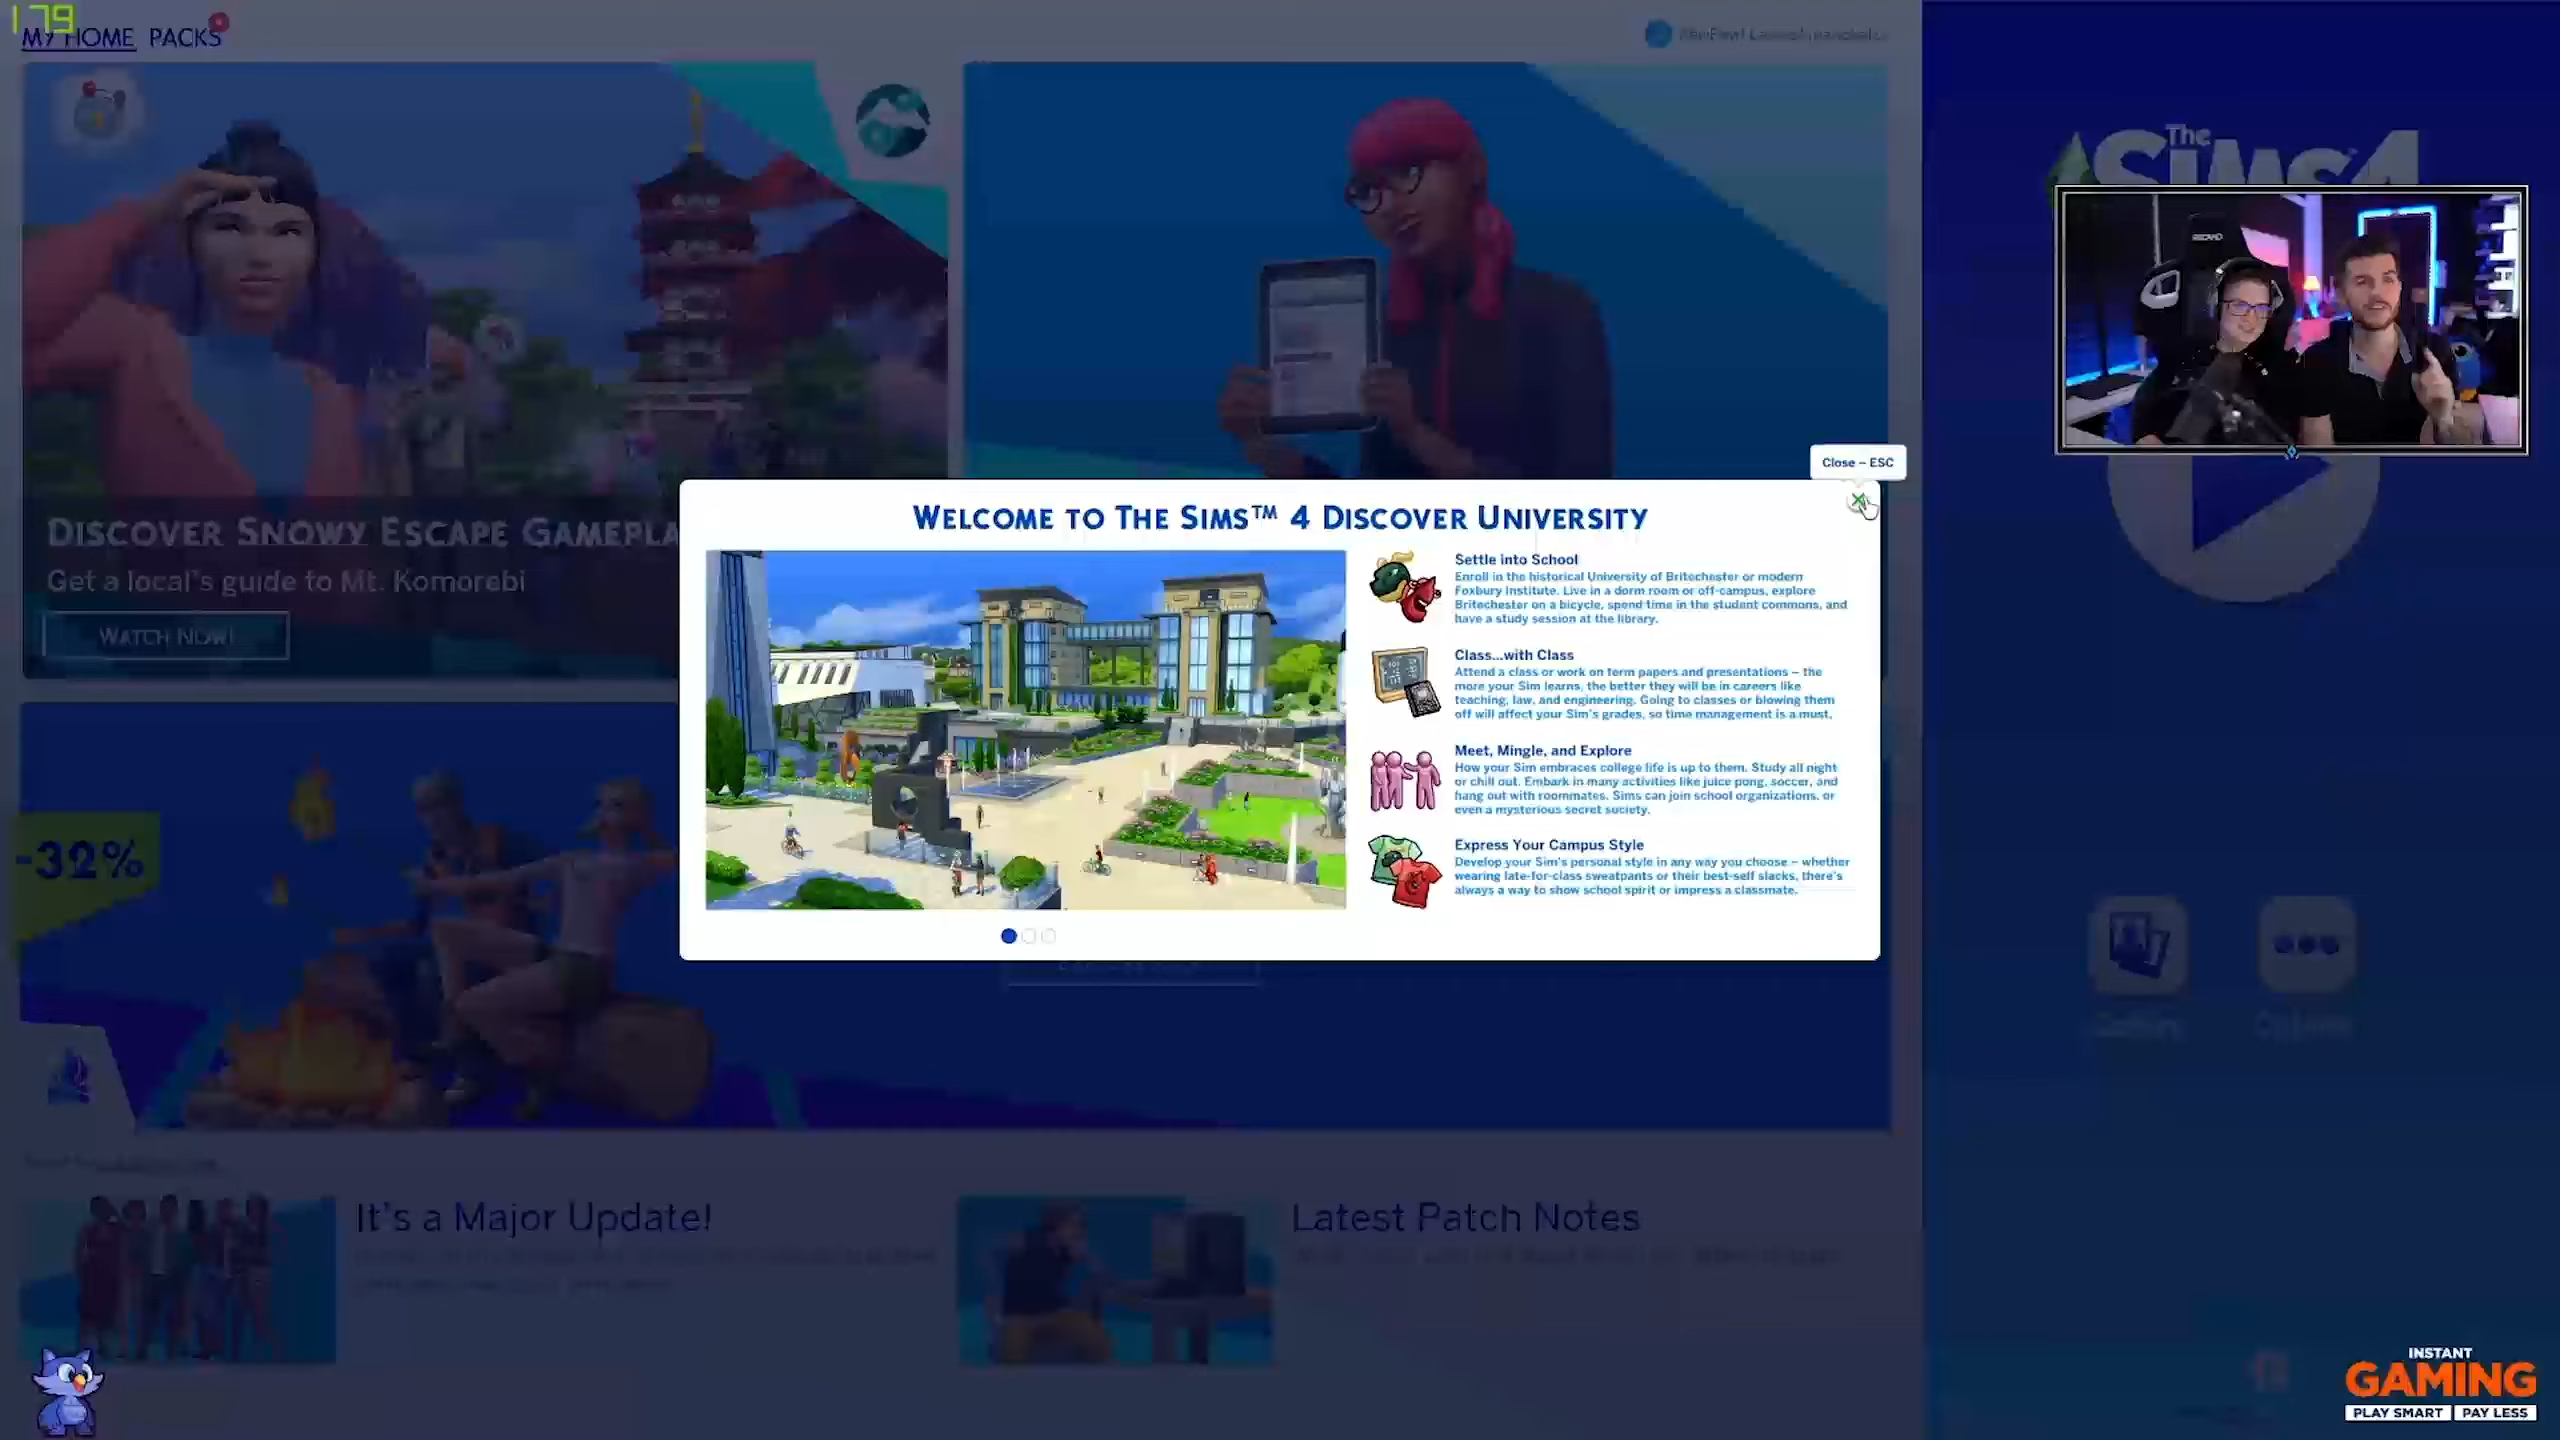 179
My HOME PACKS
The
SiMS 4
RECARO
Close – ESC
DISCOVER SNOWY ESCAPE GAMEPLA
Get a local's guide to Mt. Komorebi
WATCH NOW!
WELCOME TO THE SIMS™ 4 DISCOVER UNIVERSITY
Settle into School
Enroll in the historical University of Britechester or modern
Foxbury Institute. Live in a dorm room or off-campus, explore
Britechester on a bicycle, spend time in the student commons, and
have a study session at the library.
Class...with Class
Attend a class or work on term papers and presentations – the
more your Sim learns, the better they will be in careers like
teaching, law, and engineering. Going to classes or blowing them
off will affect your Sim's grades, so time management is a must.
Meet, Mingle, and Explore
How your Sim embraces college life is up to them. Study all night
or chill out. Embark in many activities like juice pong, soccer, and
hang out with roommates. Sims can join school organizations, or
even a mysterious secret society.
Express Your Campus Style
Develop your Sim's personal style in any way you choose – whether
wearing late-for-class sweatpants or their best-self slacks, there's
always a way to show school spirit or impress a classmate.
-32%
Gallery
Options
It's a Major Update!
Latest Patch Notes
INSTANT
GAMING
PLAY SMART PAY LESS